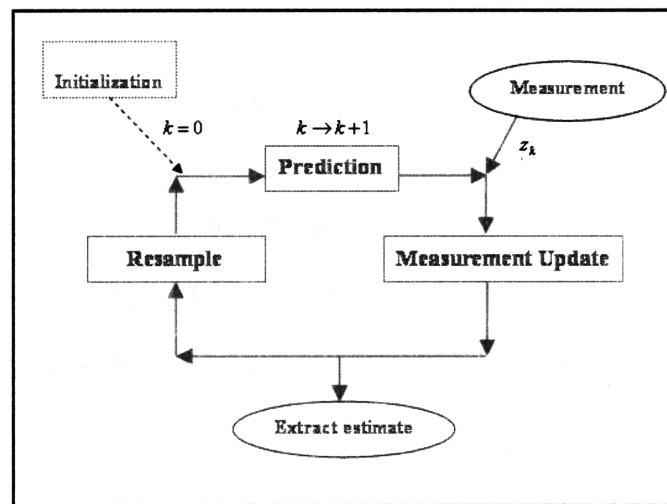 Initialization
Measurement
k = 0
k → k+1
z_k
Prediction
Resample
Measurement Update
Extract estimate